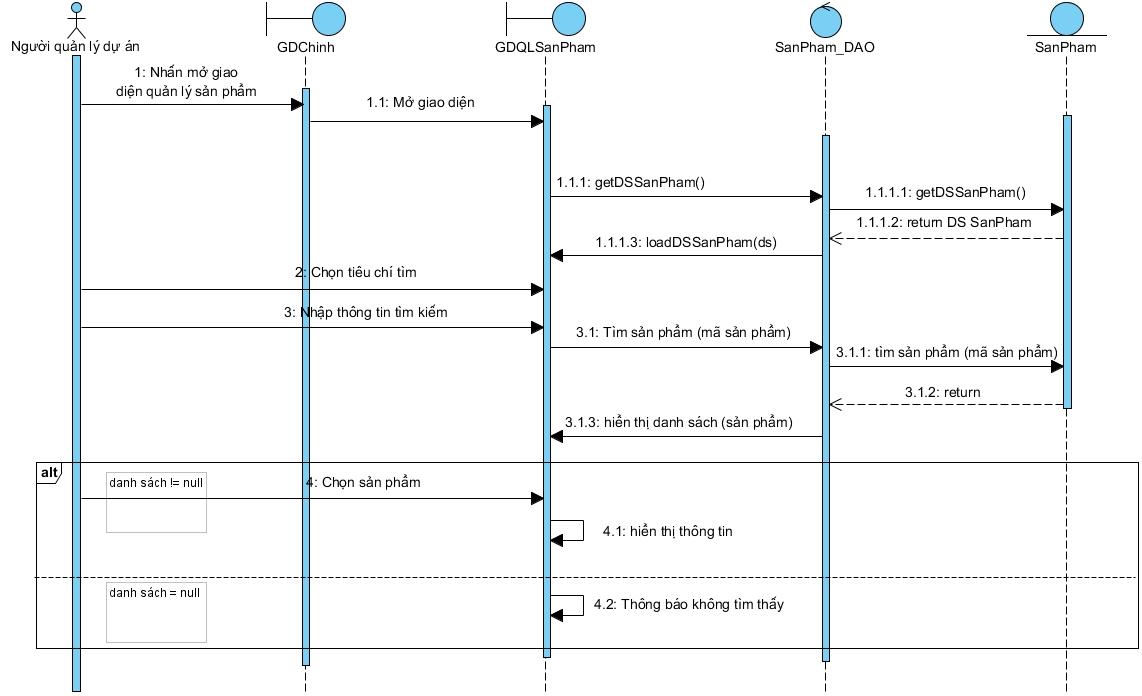 Người quản lý dự án
GDChinh
GDQLSanPham
SanPham_DAO
SanPham
1: Nhấn mở giao
diện quản lý sản phẩm
1.1: Mở giao diện
1.1.1: getDSSanPham()
1.1.1.1: getDSSanPham()
1.1.1.2: return DS SanPham
1.1.1.3: loadDSSanPham(ds)
2: Chọn tiêu chí tìm
3: Nhập thông tin tìm kiếm
3.1: Tìm sản phẩm (mã sản phẩm)
3.1.1: tìm sản phẩm (mã sản phẩm)
3.1.2: return
3.1.3: hiển thị danh sách (sản phẩm)
alt
danh sách != null
4: Chọn sản phẩm
4.1: hiển thị thông tin
danh sách = null
4.2: Thông báo không tìm thấy